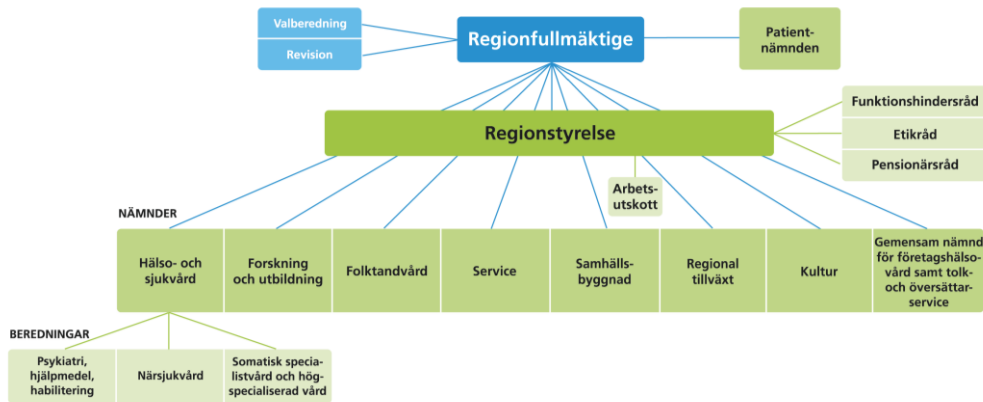 Valberedning
Revision
Regionfullmäktige
Patient-
nämnden
Regionstyrelse
Funktionshindersråd
Etikråd
Pensionärsråd
Arbets-
utskott
NÄMNDER
Hälso- och
sjukvård
Forskning
och utbildning
Folktandvård
Service
Samhälls-
byggnad
Regional
tillväxt
Kultur
Gemensam nämnd
för företagshälso-
vård samt tolk-
och översättar-
service
BEREDNINGAR
Psykiatri,
hjälpmedel,
habilitering
Närsjukvård
Somatisk specia-
listvård och hög-
specialiserad vård